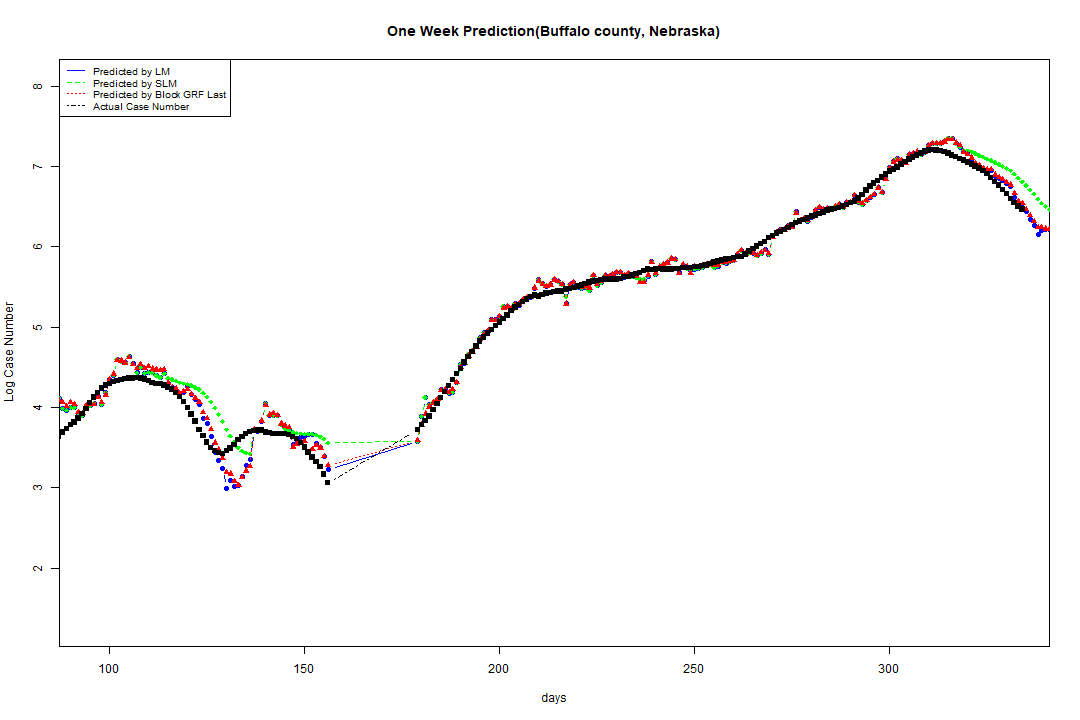 One Week Prediction(Buffalo county, Nebraska)
Predicted by LM
Predicted by SLM
Predicted by Block GRF Last
Actual Case Number
8
7
6
5
4
3
2
Log Case Number
100 150 200 250 300
days